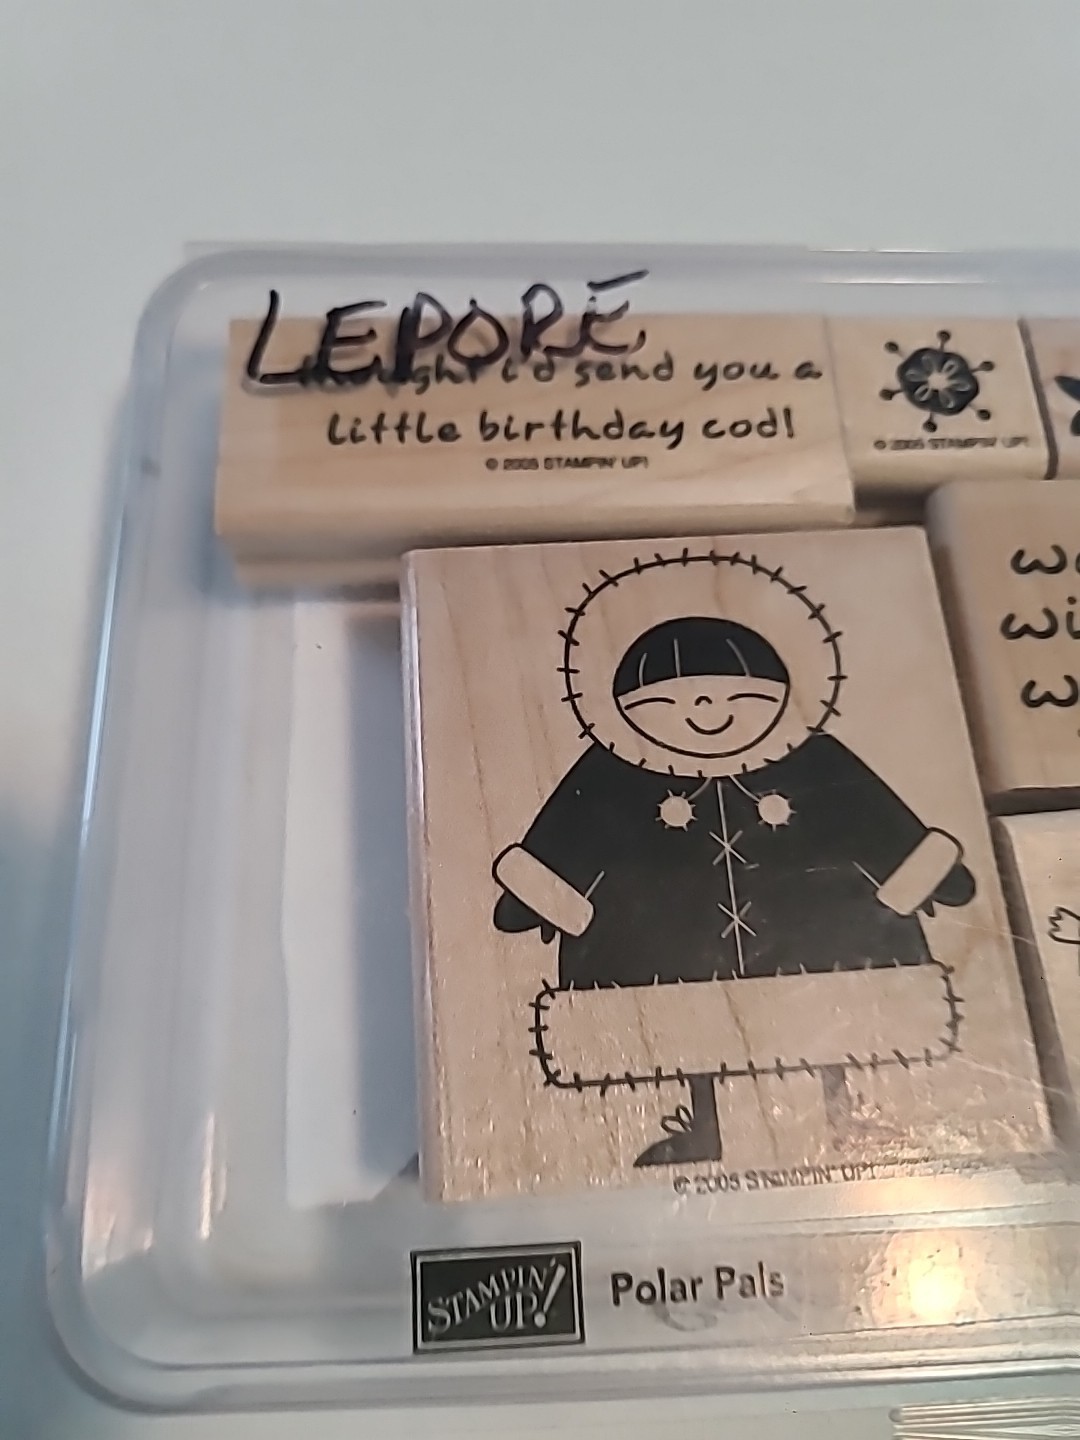 LEPORE
i'd send you a
little birthday cod!
© 2005 STAMPIN' UP!
© 2005 STAMPIN' UP!
© 2005 STAMPIN' UP!
STAMPIN' UP!
Polar Pals